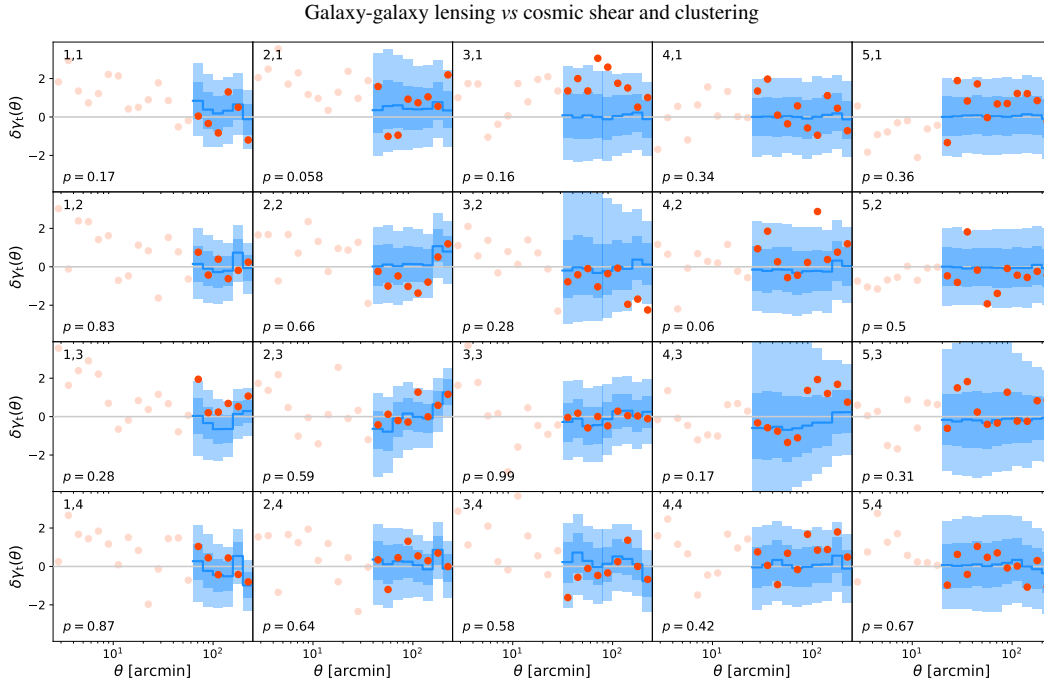 Galaxy-galaxy lensing vs cosmic shear and clustering
1,1 2,1 3,1 4,1 5,1
2
0
−2
δγt(θ)
p = 0.17 p = 0.058 p = 0.16 p = 0.34 p = 0.36
1,2 2,2 3,2 4,2 5,2
2
0
−2
δγt(θ)
p = 0.83 p = 0.66 p = 0.28 p = 0.06 p = 0.5
1,3 2,3 3,3 4,3 5,3
2
0
−2
δγt(θ)
p = 0.28 p = 0.59 p = 0.99 p = 0.17 p = 0.31
1,4 2,4 3,4 4,4 5,4
2
0
−2
δγt(θ)
p = 0.87 p = 0.64 p = 0.58 p = 0.42 p = 0.67
10¹ 10² 10¹ 10² 10¹ 10² 10¹ 10² 10¹ 10²
θ [arcmin] θ [arcmin] θ [arcmin] θ [arcmin] θ [arcmin]